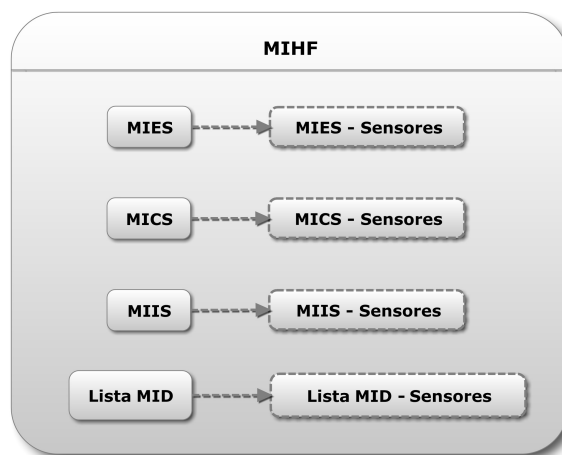 MIHF
MIES
MIES - Sensores
MICS
MICS - Sensores
MIIS
MIIS - Sensores
Lista MID
Lista MID - Sensores